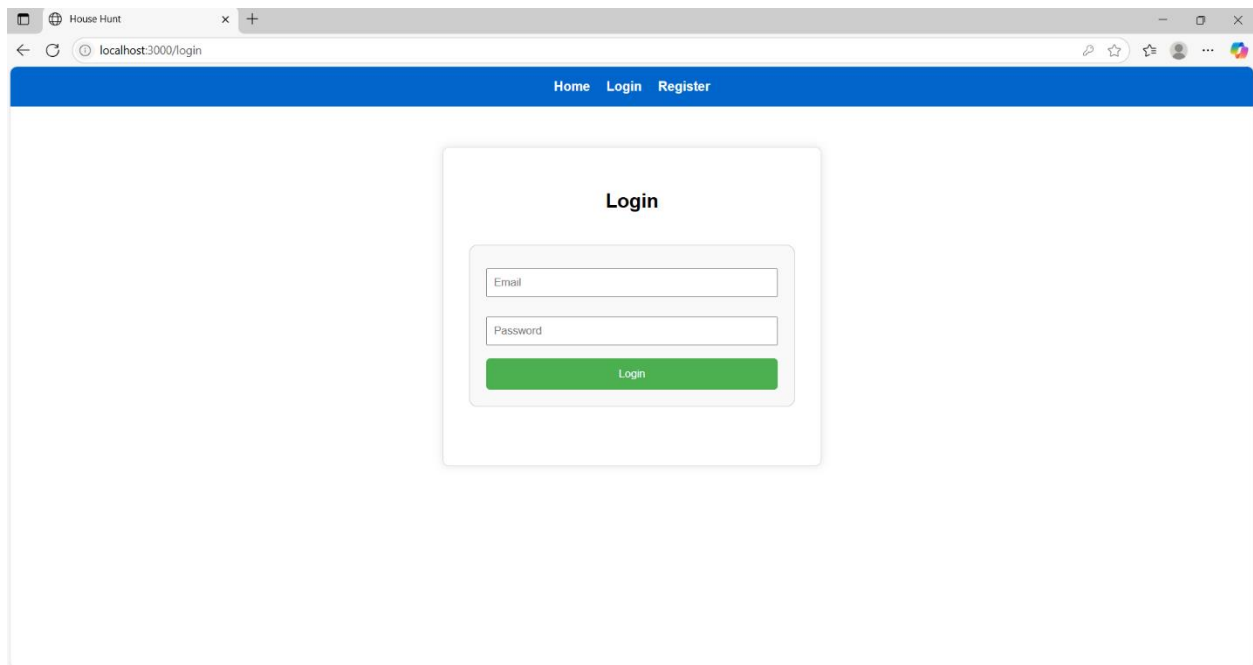 House Hunt
localhost:3000/login
Home Login Register
Login
Email
Password
Login